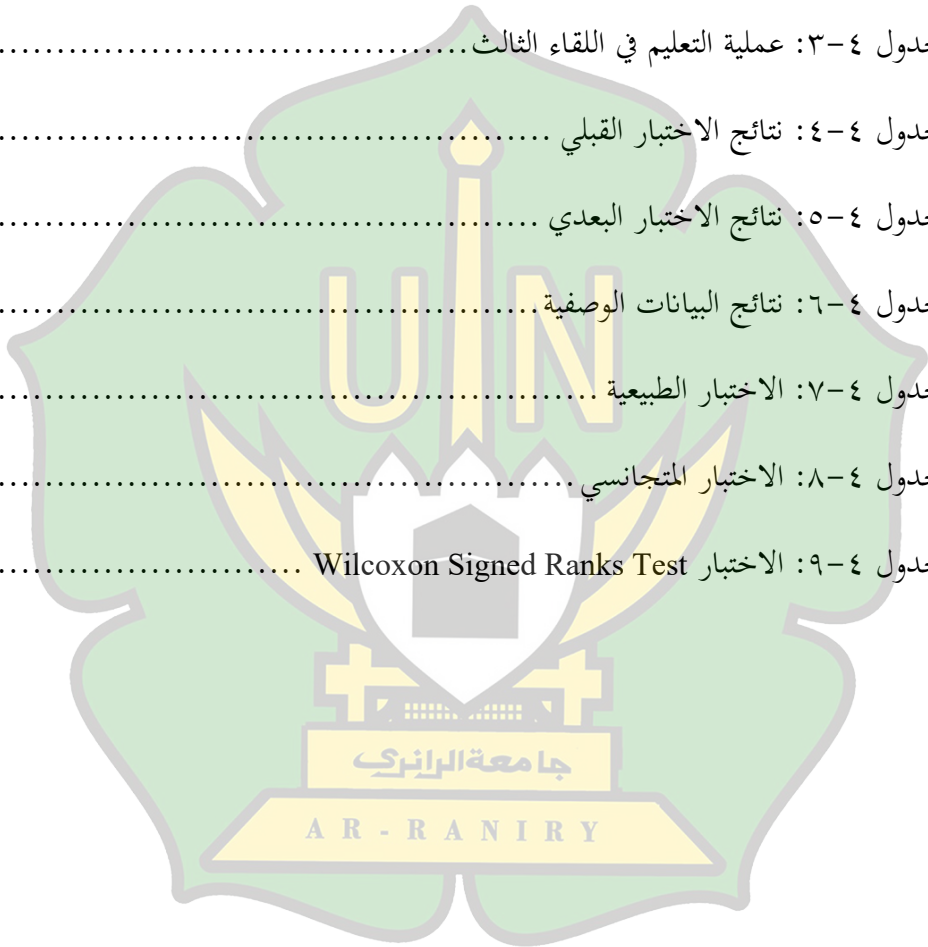 جدول ٤-٣: عملية التعليم في اللقاء الثالث......................................
جدول ٤-٤: نتائج الاختبار القبلي ................................................
جدول ٤-٥: نتائج الاختبار البعدي ...............................................
جدول ٤-٦: نتائج البيانات الوصفية...............................................
جدول ٤-٧: الاختبار الطبيعية .....................................................
جدول ٤-٨: الاختبار المتجانسي...................................................
جدول ٤-٩: الاختبار Wilcoxon Signed Ranks Test ..........................
UIN
جامعة الرانري
AR-RANIRY